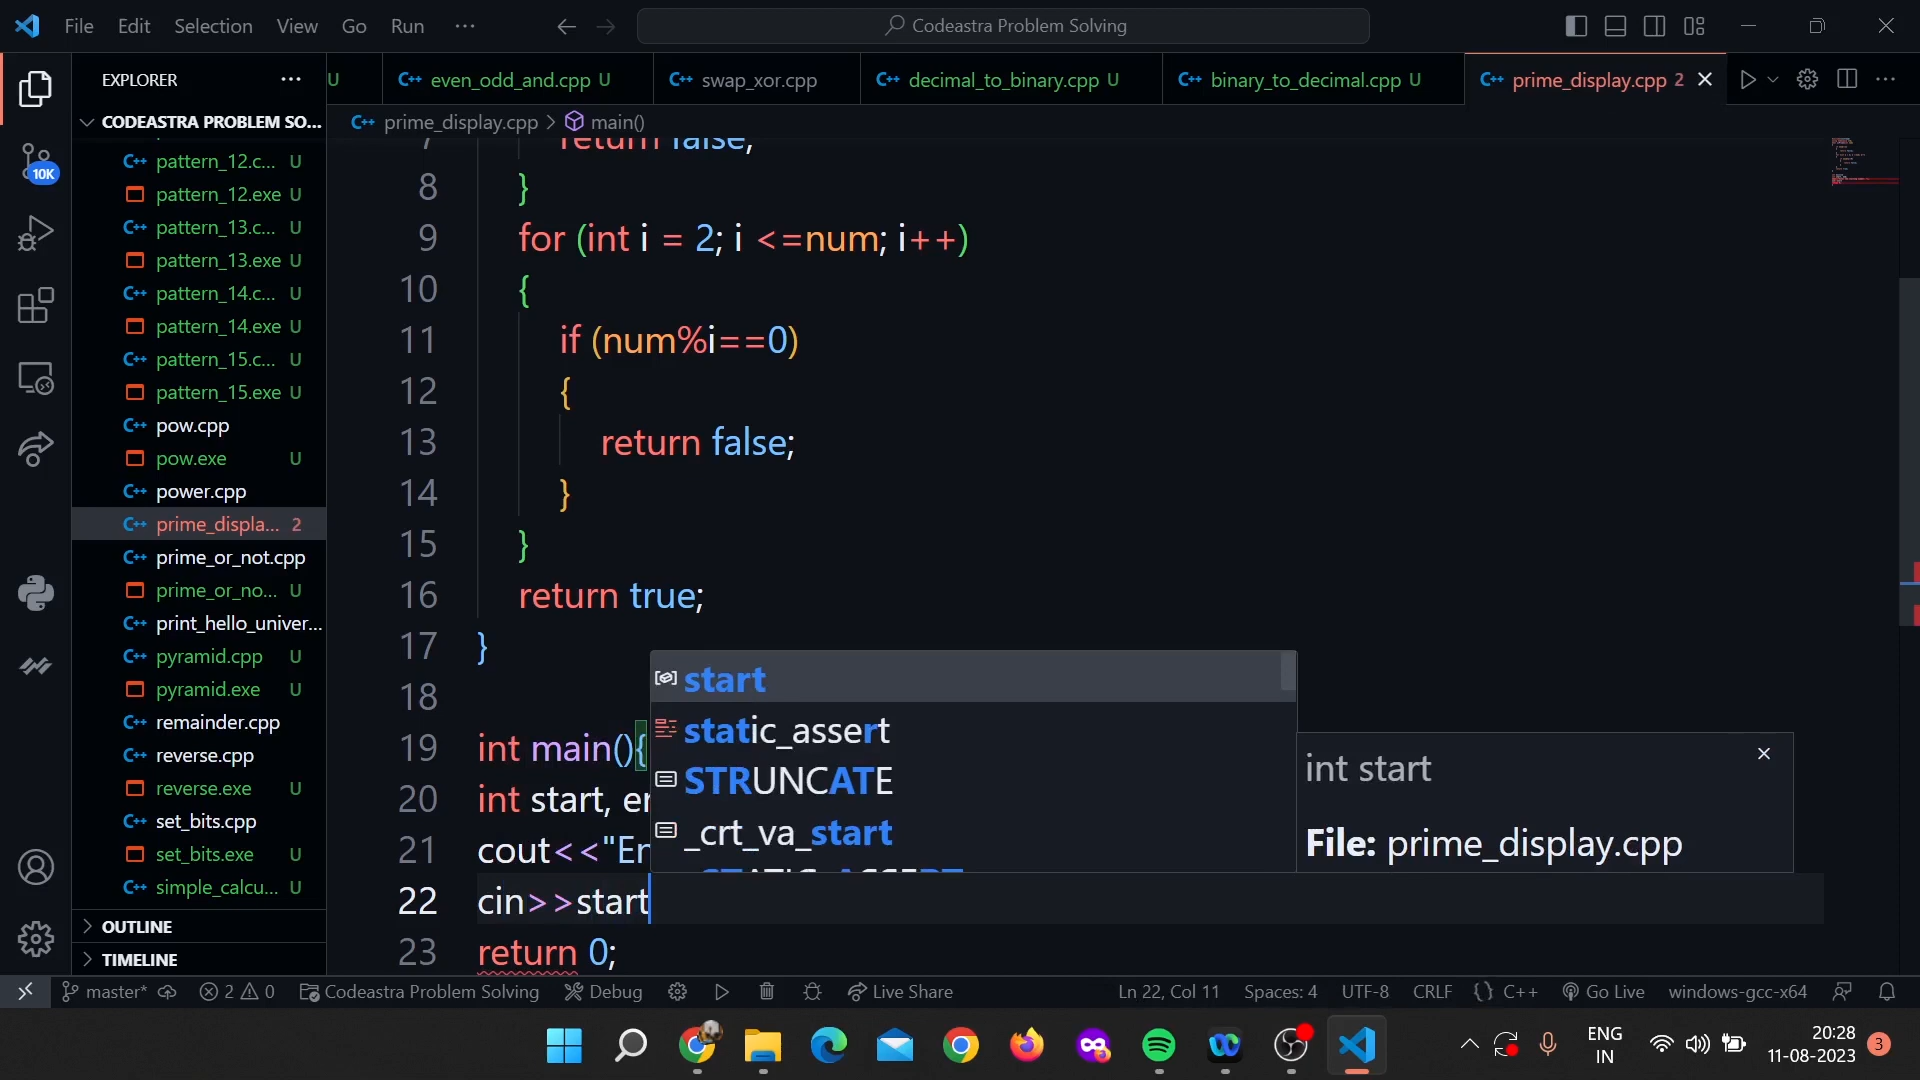 File Edit Selection View Go Run ···
Codeastra Problem Solving
EXPLORER ···
U
C++ even_odd_and.cpp U
C++ swap_xor.cpp
C++ decimal_to_binary.cpp U
C++ binary_to_decimal.cpp U
C++ prime_display.cpp 2
CODEASTRA PROBLEM SO...
C++ prime_display.cpp > main()
10K
C++ pattern_12.c... U
pattern_12.exe U
C++ pattern_13.c... U
pattern_13.exe U
C++ pattern_14.c... U
pattern_14.exe U
C++ pattern_15.c... U
pattern_15.exe U
C++ pow.cpp
pow.exe U
C++ power.cpp
C++ prime_displa... 2
C++ prime_or_not.cpp
prime_or_no... U
C++ print_hello_univer...
C++ pyramid.cpp U
pyramid.exe U
C++ remainder.cpp
C++ reverse.cpp
reverse.exe U
C++ set_bits.cpp
set_bits.exe U
C++ simple_calcu... U
OUTLINE
TIMELINE
7 return false;
8 }
9 for (int i = 2; i <=num; i++)
10 {
11 if (num%i==0)
12 {
13 return false;
14 }
15 }
16 return true;
17 }
18
19 int main(){
20 int start, er
21 cout<<"En
22 cin>>start
23 return 0;
start
static_assert
STRUNCATE
_crt_va_start
STATIC_ASSERT
int start
File: prime_display.cpp
master* 2 0 Codeastra Problem Solving Debug Live Share
Ln 22, Col 11 Spaces: 4 UTF-8 CRLF {} C++ Go Live windows-gcc-x64
ENG
IN
20:28
11-08-2023
3